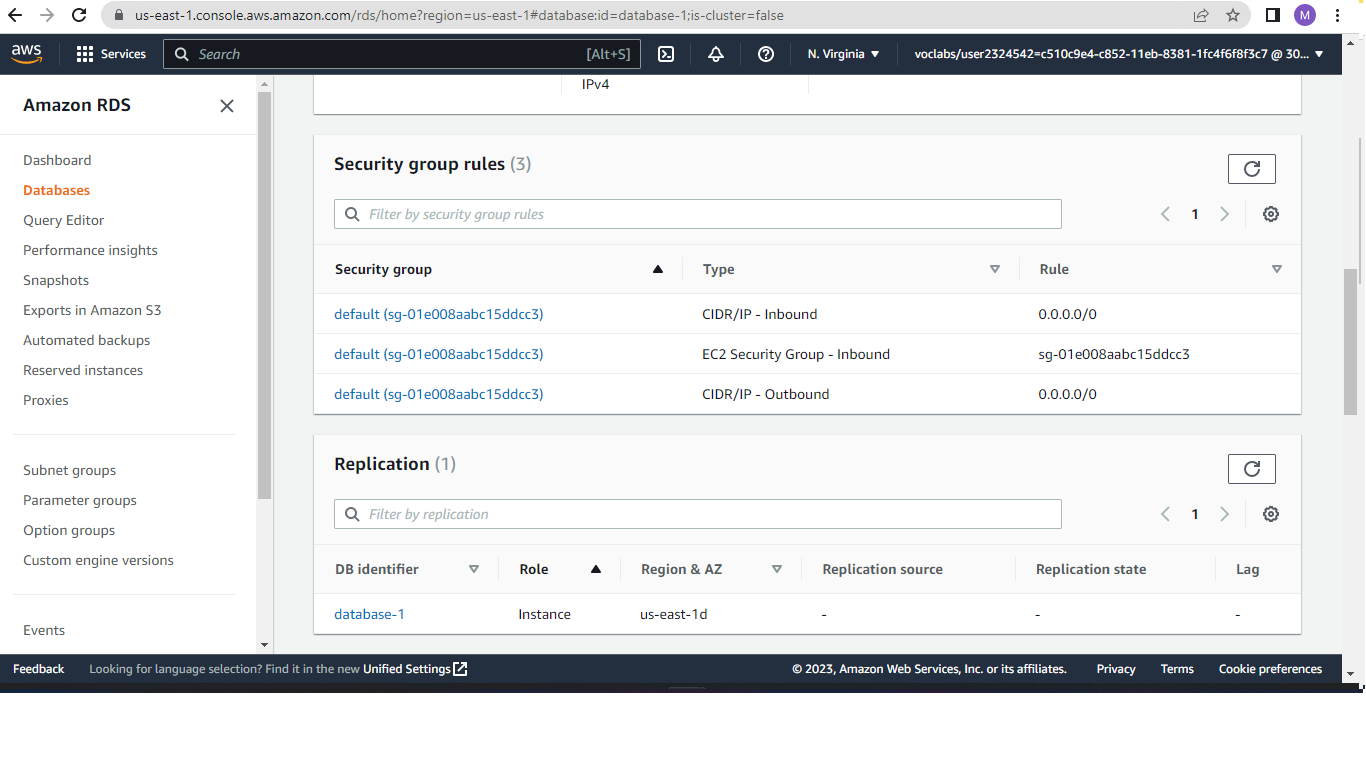 us-east-1.console.aws.amazon.com/rds/home?region=us-east-1#database:id=database-1;is-cluster=false
M
aws
Services
Search
[Alt+S]
N. Virginia
voclabs/user2324542=c510c9e4-c852-11eb-8381-1fc4f6f8f3c7 @ 30...
Amazon RDS
Dashboard
Databases
Query Editor
Performance insights
Snapshots
Exports in Amazon S3
Automated backups
Reserved instances
Proxies
Subnet groups
Parameter groups
Option groups
Custom engine versions
Events
IPv4
Security group rules (3)
Filter by security group rules
1
Security group Type Rule
default (sg-01e008aabc15ddcc3) CIDR/IP - Inbound 0.0.0.0/0
default (sg-01e008aabc15ddcc3) EC2 Security Group - Inbound sg-01e008aabc15ddcc3
default (sg-01e008aabc15ddcc3) CIDR/IP - Outbound 0.0.0.0/0
Replication (1)
Filter by replication
1
DB identifier Role Region & AZ Replication source Replication state Lag
database-1 Instance us-east-1d - - -
Feedback Looking for language selection? Find it in the new Unified Settings © 2023, Amazon Web Services, Inc. or its affiliates. Privacy Terms Cookie preferences